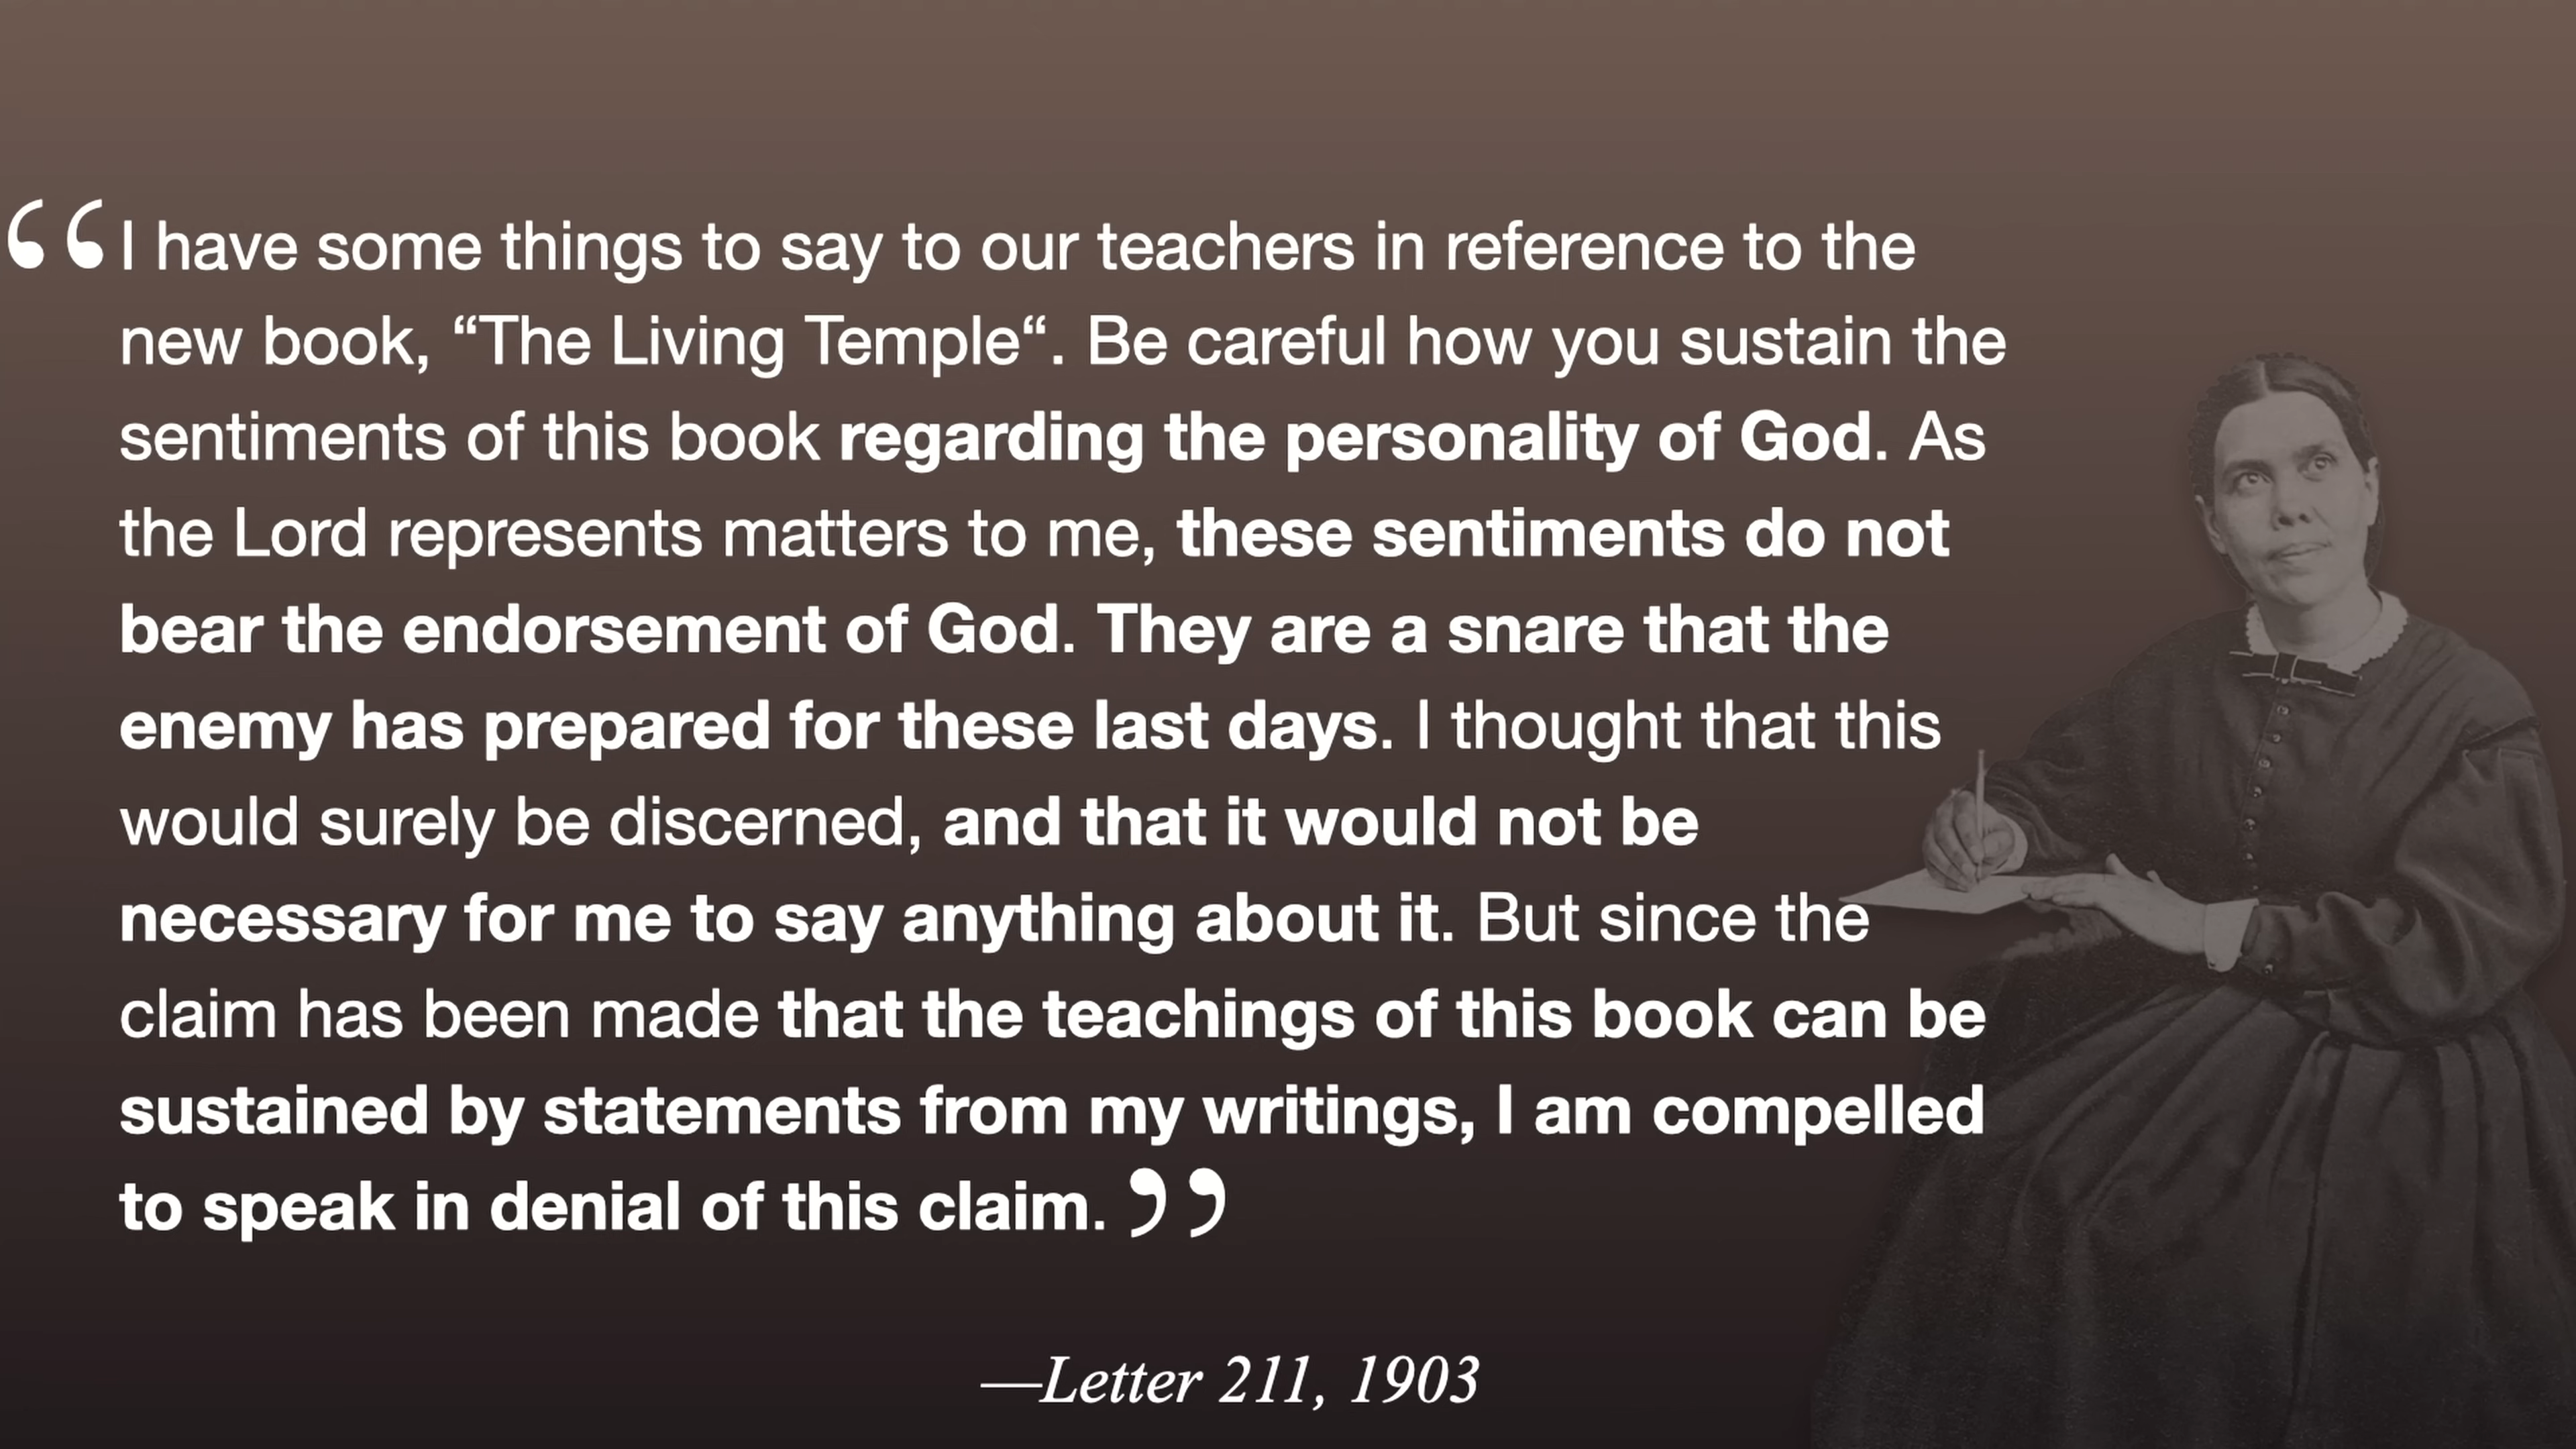 “I have some things to say to our teachers in reference to the
new book, “The Living Temple“. Be careful how you sustain the
sentiments of this book regarding the personality of God. As
the Lord represents matters to me, these sentiments do not
bear the endorsement of God. They are a snare that the
enemy has prepared for these last days. I thought that this
would surely be discerned, and that it would not be
necessary for me to say anything about it. But since the
claim has been made that the teachings of this book can be
sustained by statements from my writings, I am compelled
to speak in denial of this claim.”
—Letter 211, 1903